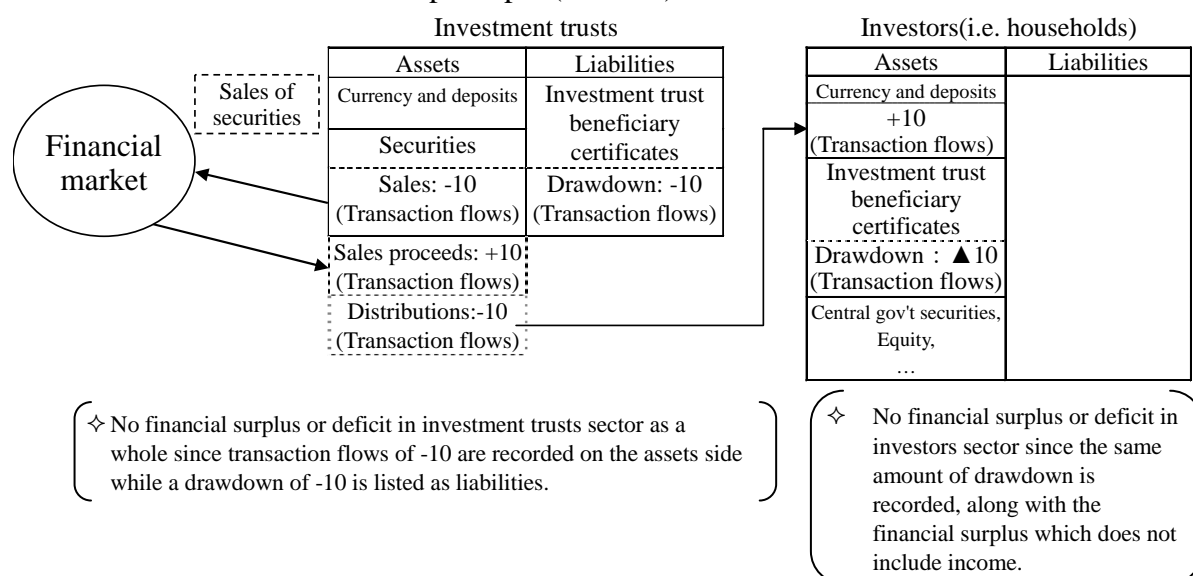 Investment trusts
Investors(i.e. households)
Assets
Liabilities
Assets
Liabilities
Financial
market
Sales of
securities
Currency and deposits
Securities
Sales: -10
(Transaction flows)
Sales proceeds: +10
(Transaction flows)
Distributions:-10
(Transaction flows)
Investment trust
beneficiary
certificates
Drawdown: -10
(Transaction flows)
Currency and deposits
+10
(Transaction flows)
Investment trust
beneficiary
certificates
Drawdown : ▲10
(Transaction flows)
Central gov't securities,
Equity,
…
✧ No financial surplus or deficit in investment trusts sector as a
whole since transaction flows of -10 are recorded on the assets side
while a drawdown of -10 is listed as liabilities.
✧ No financial surplus or deficit in
investors sector since the same
amount of drawdown is
recorded, along with the
financial surplus which does not
include income.